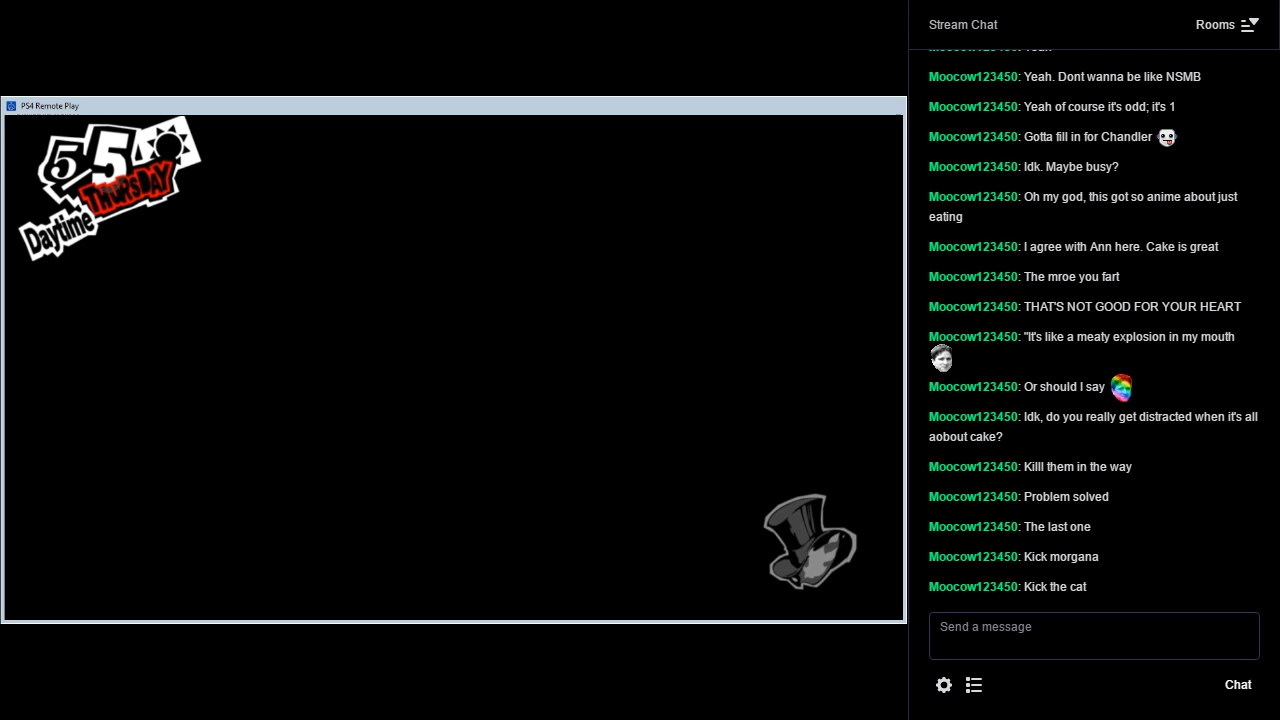 Stream Chat
Rooms
PS4 Remote Play
5/5
THURSDAY
Daytime
Moocow123450: Yeah. Dont wanna be like NSMB
Moocow123450: Yeah of course it's odd; it's 1
Moocow123450: Gotta fill in for Chandler
Moocow123450: Idk. Maybe busy?
Moocow123450: Oh my god, this got so anime about just
eating
Moocow123450: I agree with Ann here. Cake is great
Moocow123450: The mroe you fart
Moocow123450: THAT'S NOT GOOD FOR YOUR HEART
Moocow123450: "It's like a meaty explosion in my mouth
Moocow123450: Or should I say
Moocow123450: Idk, do you really get distracted when it's all
aobout cake?
Moocow123450: Killl them in the way
Moocow123450: Problem solved
Moocow123450: The last one
Moocow123450: Kick morgana
Moocow123450: Kick the cat
Send a message
Chat